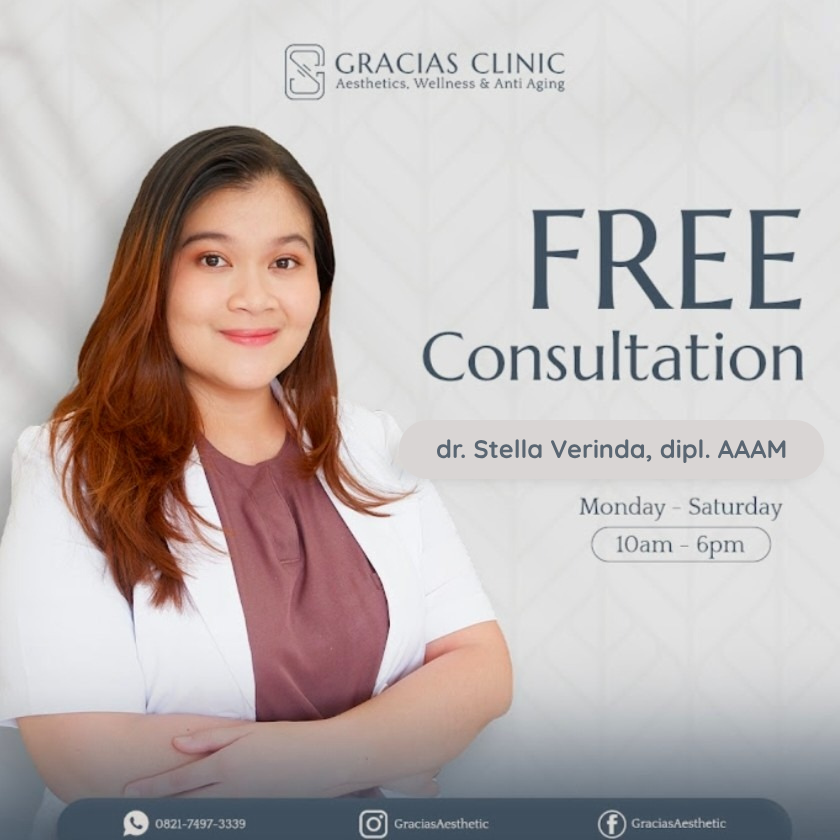 GRACIAS CLINIC
Aesthetics, Wellness & Anti Aging
FREE
Consultation
dr. Stella Verinda, dipl. AAAM
Monday - Saturday
10am - 6pm
0821-7497-3339
GraciasAesthetic
GraciasAesthetic